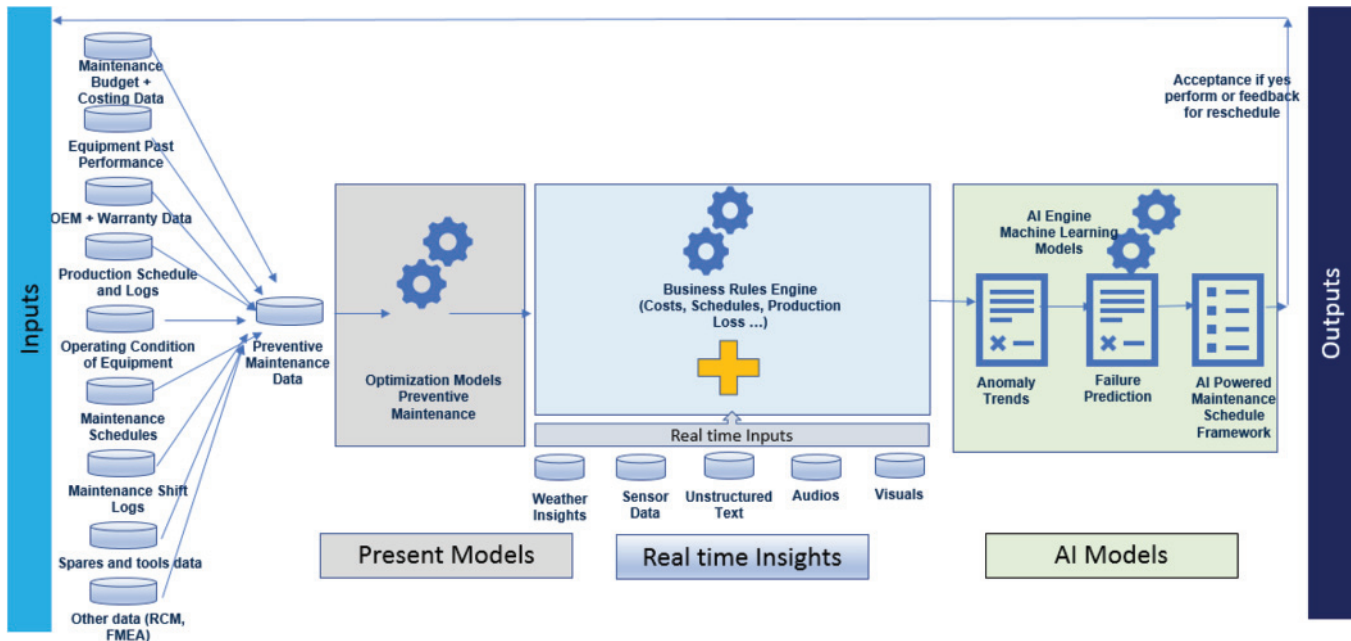 Inputs
Maintenance
Budget +
Costing Data
Equipment Past
Performance
OEM + Warranty Data
Production Schedule
and Logs
Operating Condition
of Equipment
Maintenance
Schedules
Maintenance Shift
Logs
Spares and tools data
Other data (RCM,
FMEA)
Preventive
Maintenance
Data
Optimization Models
Preventive
Maintenance
Business Rules Engine
(Costs, Schedules, Production
Loss ...)
Real time Inputs
Weather
Insights
Sensor
Data
Unstructured
Text
Audios
Visuals
AI Engine
Machine Learning
Models
Anomaly
Trends
Failure
Prediction
AI Powered
Maintenance
Schedule
Framework
Acceptance if yes
perform or feedback
for reschedule
Present Models
Real time Insights
AI Models
Outputs